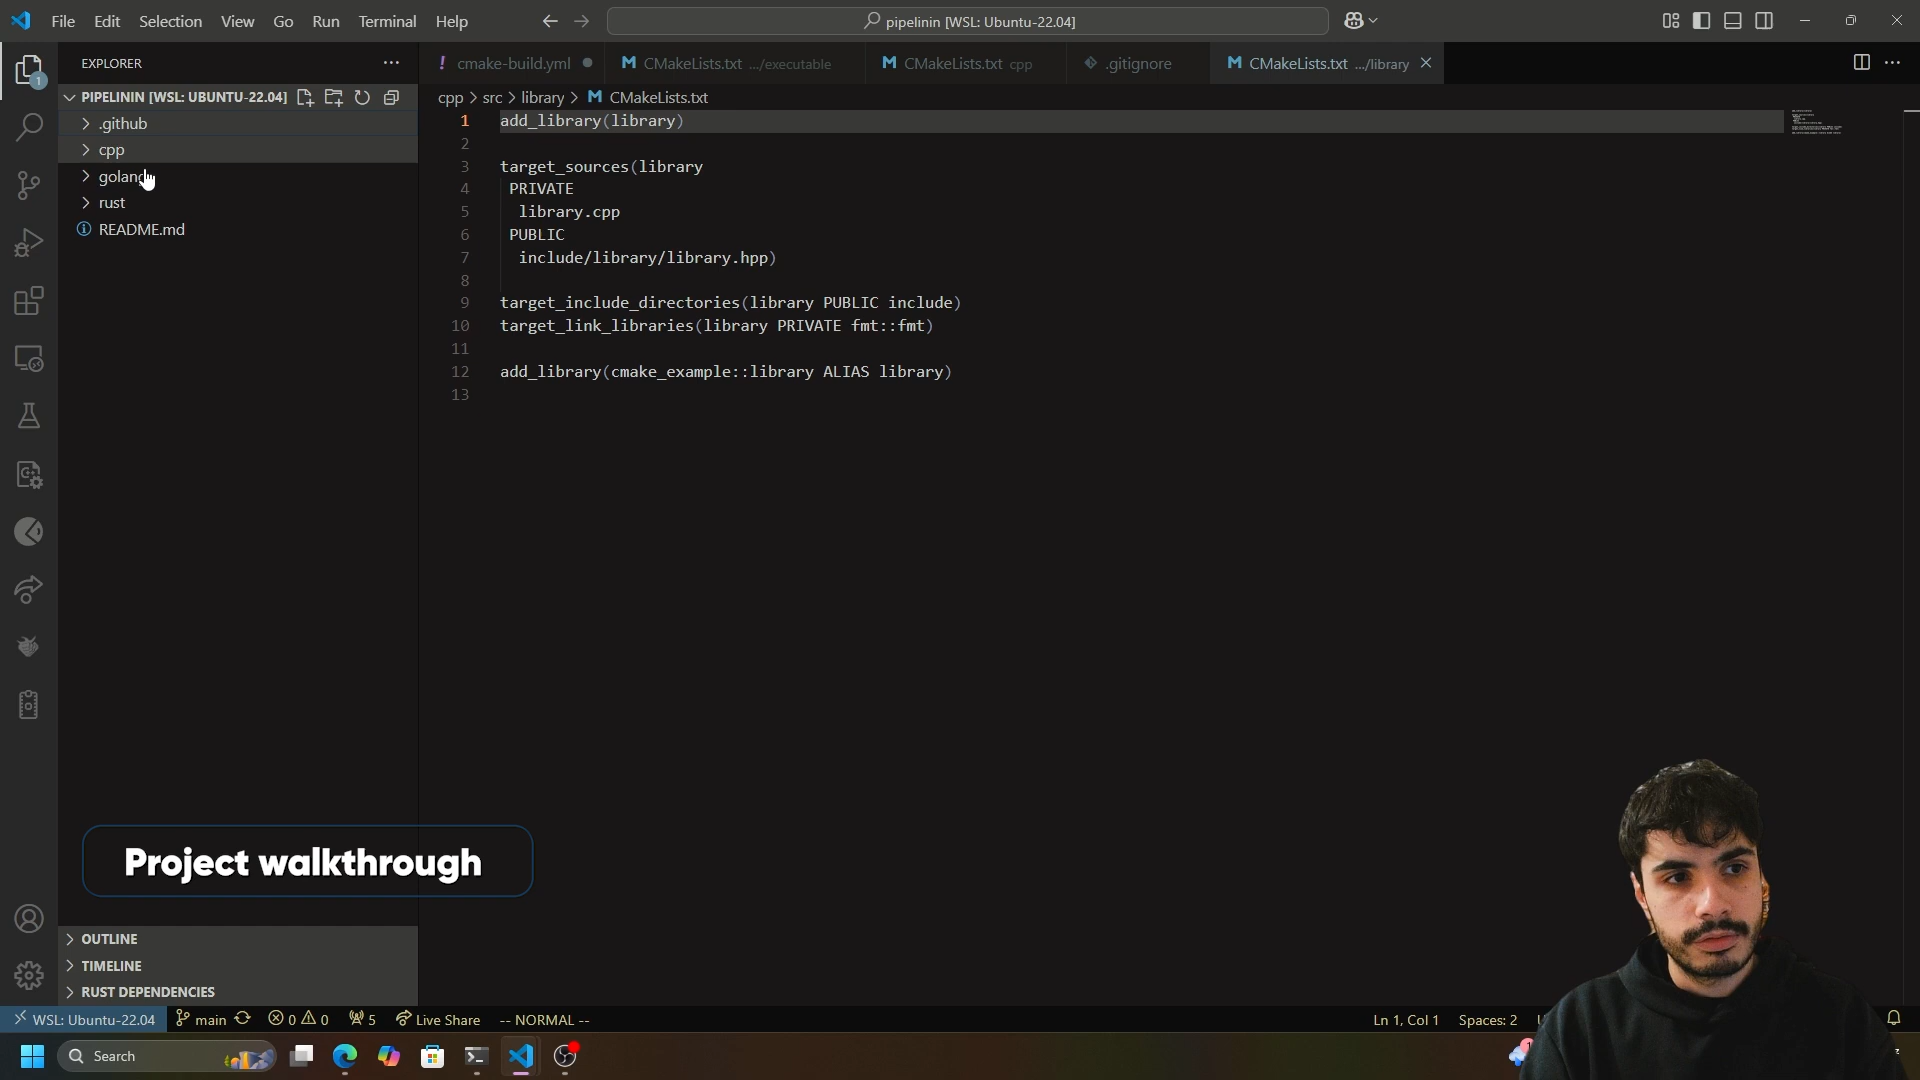 File Edit Selection View Go Run Terminal Help
pipelinin [WSL: Ubuntu-22.04]
EXPLORER
1
PIPELININ [WSL: UBUNTU-22.04]
.github
cpp
golang
rust
README.md
OUTLINE
TIMELINE
RUST DEPENDENCIES
cmake-build.yml
CMakeLists.txt .../executable
CMakeLists.txt cpp
.gitignore
CMakeLists.txt .../library
cpp > src > library > CMakeLists.txt
1 add_library(library)
2
3 target_sources(library
4 PRIVATE
5 library.cpp
6 PUBLIC
7 include/library/library.hpp)
8
9 target_include_directories(library PUBLIC include)
10 target_link_libraries(library PRIVATE fmt::fmt)
11
12 add_library(cmake_example::library ALIAS library)
13
Project walkthrough
WSL: Ubuntu-22.04 main 0 0 5 Live Share -- NORMAL --
Ln 1, Col 1 Spaces: 2
Search